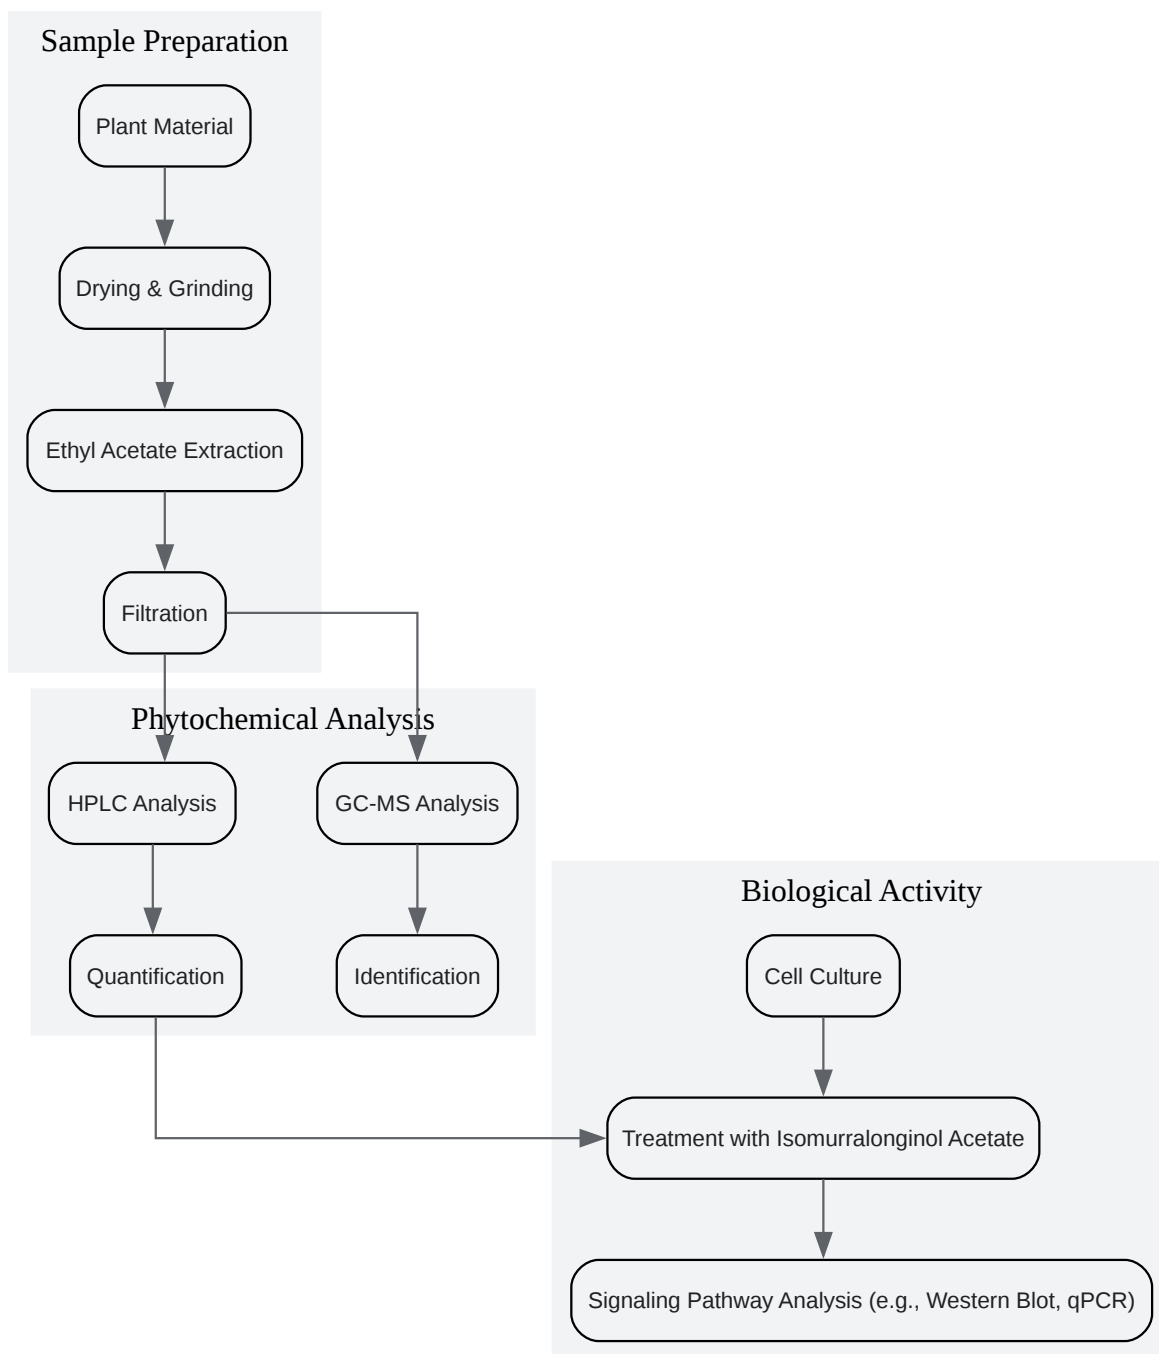 Sample Preparation
Plant Material
Drying & Grinding
Ethyl Acetate Extraction
Filtration
Phytochemical Analysis
HPLC Analysis
GC-MS Analysis
Quantification
Identification
Biological Activity
Cell Culture
Treatment with Isomurralonginol Acetate
Signaling Pathway Analysis (e.g., Western Blot, qPCR)